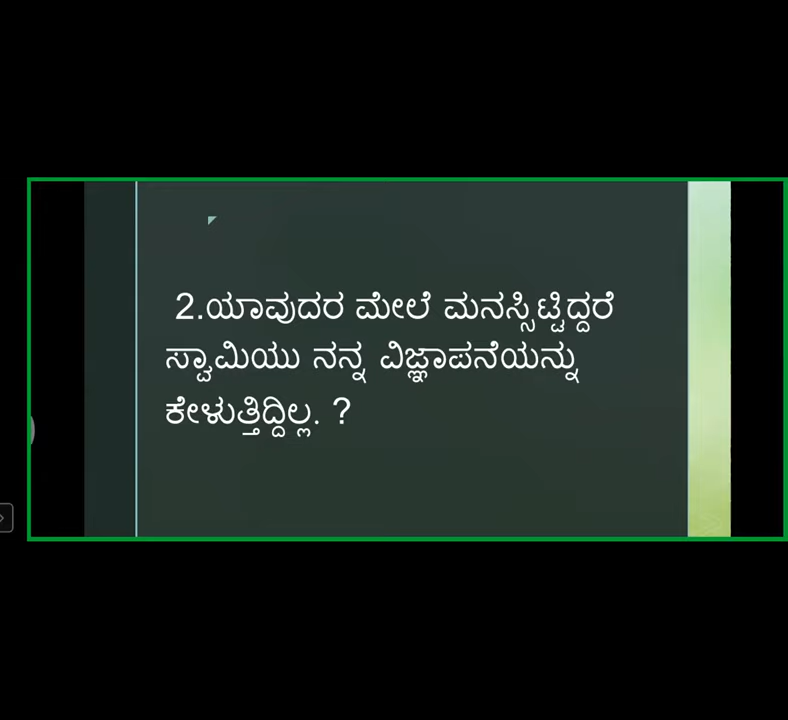 2.ಯಾವುದರ ಮೇಲೆ ಮನಸ್ಸಿಟ್ಟಿದ್ದರೆ
ಸ್ವಾಮಿಯು ನನ್ನ ವಿಜ್ಞಾಪನೆಯನ್ನು
ಕೇಳುತ್ತಿದ್ದಿಲ್ಲ. ?